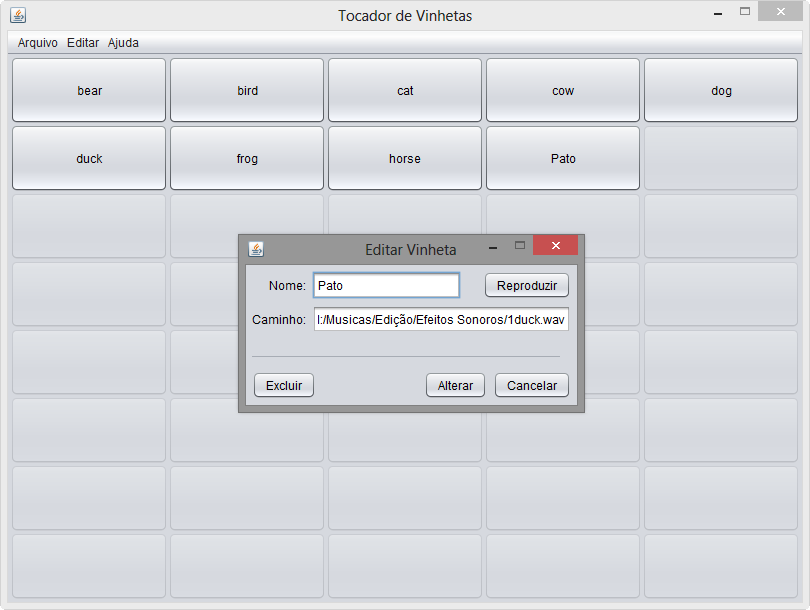 Tocador de Vinhetas
Arquivo Editar Ajuda
bear bird cat cow dog
duck frog horse Pato
Editar Vinheta
Nome: Pato Reproduzir
Caminho: I:/Musicas/Edição/Efeitos Sonoros/1duck.wav
Excluir Alterar Cancelar